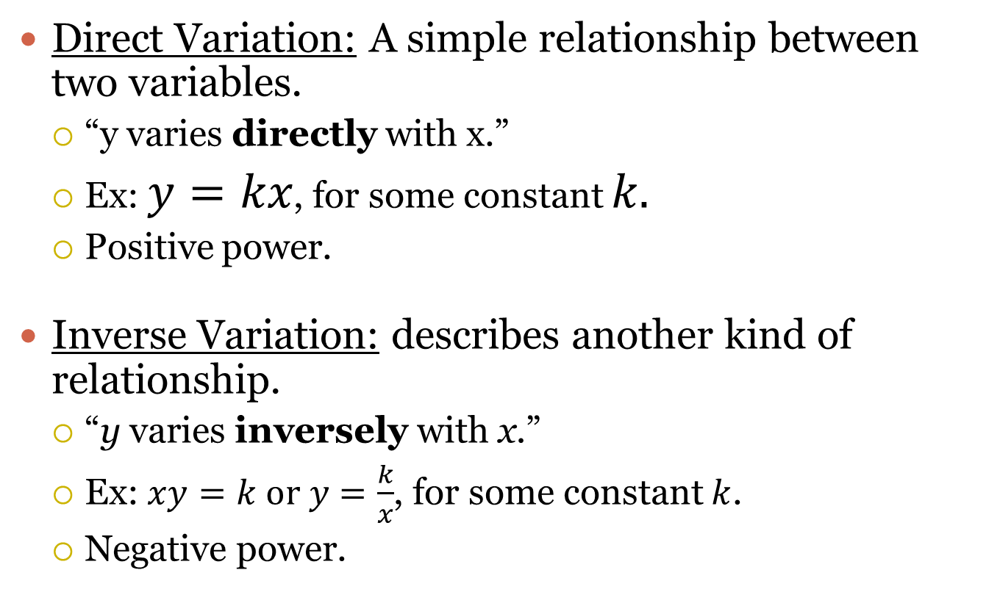 • Direct Variation: A simple relationship between
two variables.
○ “y varies directly with x.”
○ Ex: y = kx, for some constant k.
○ Positive power.
• Inverse Variation: describes another kind of
relationship.
○ “y varies inversely with x.”
○ Ex: xy = k or y = k/x, for some constant k.
○ Negative power.